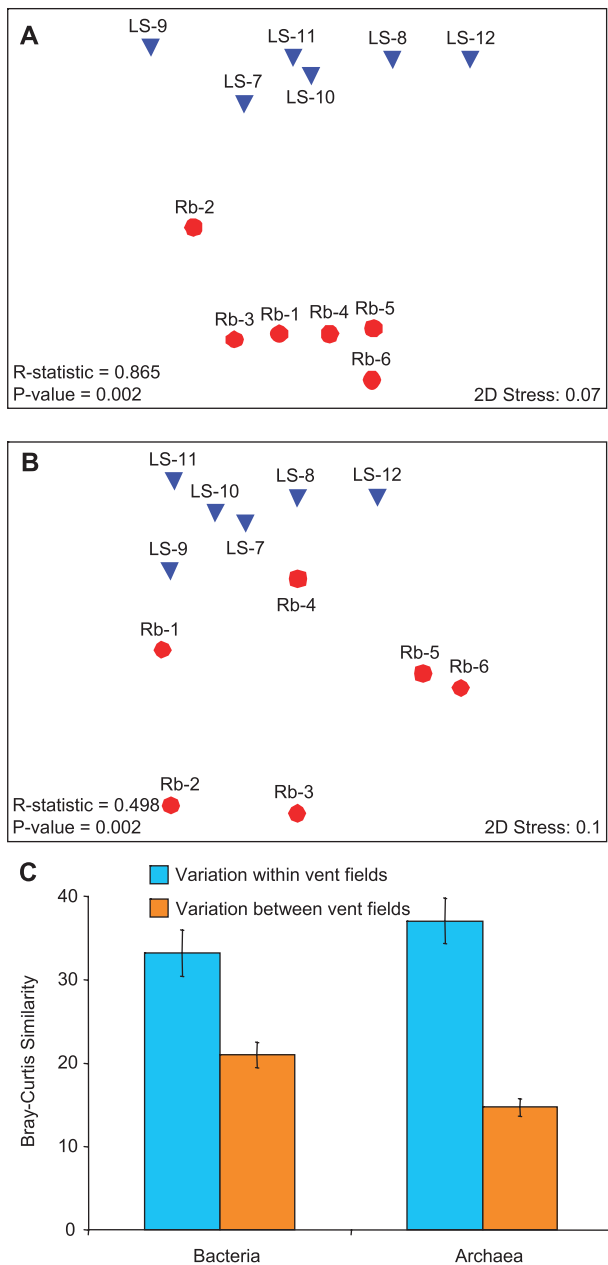 A
LS-9
LS-11
LS-8
LS-12
LS-7
LS-10
Rb-2
Rb-3
Rb-1
Rb-4
Rb-5
Rb-6
R-statistic = 0.865
P-value = 0.002
2D Stress: 0.07
B
LS-11
LS-10
LS-8
LS-12
LS-7
LS-9
Rb-4
Rb-1
Rb-5
Rb-6
Rb-2
Rb-3
R-statistic = 0.498
P-value = 0.002
2D Stress: 0.1
C
Variation within vent fields
Variation between vent fields
Bray-Curtis Similarity
40
30
20
10
0
Bacteria
Archaea